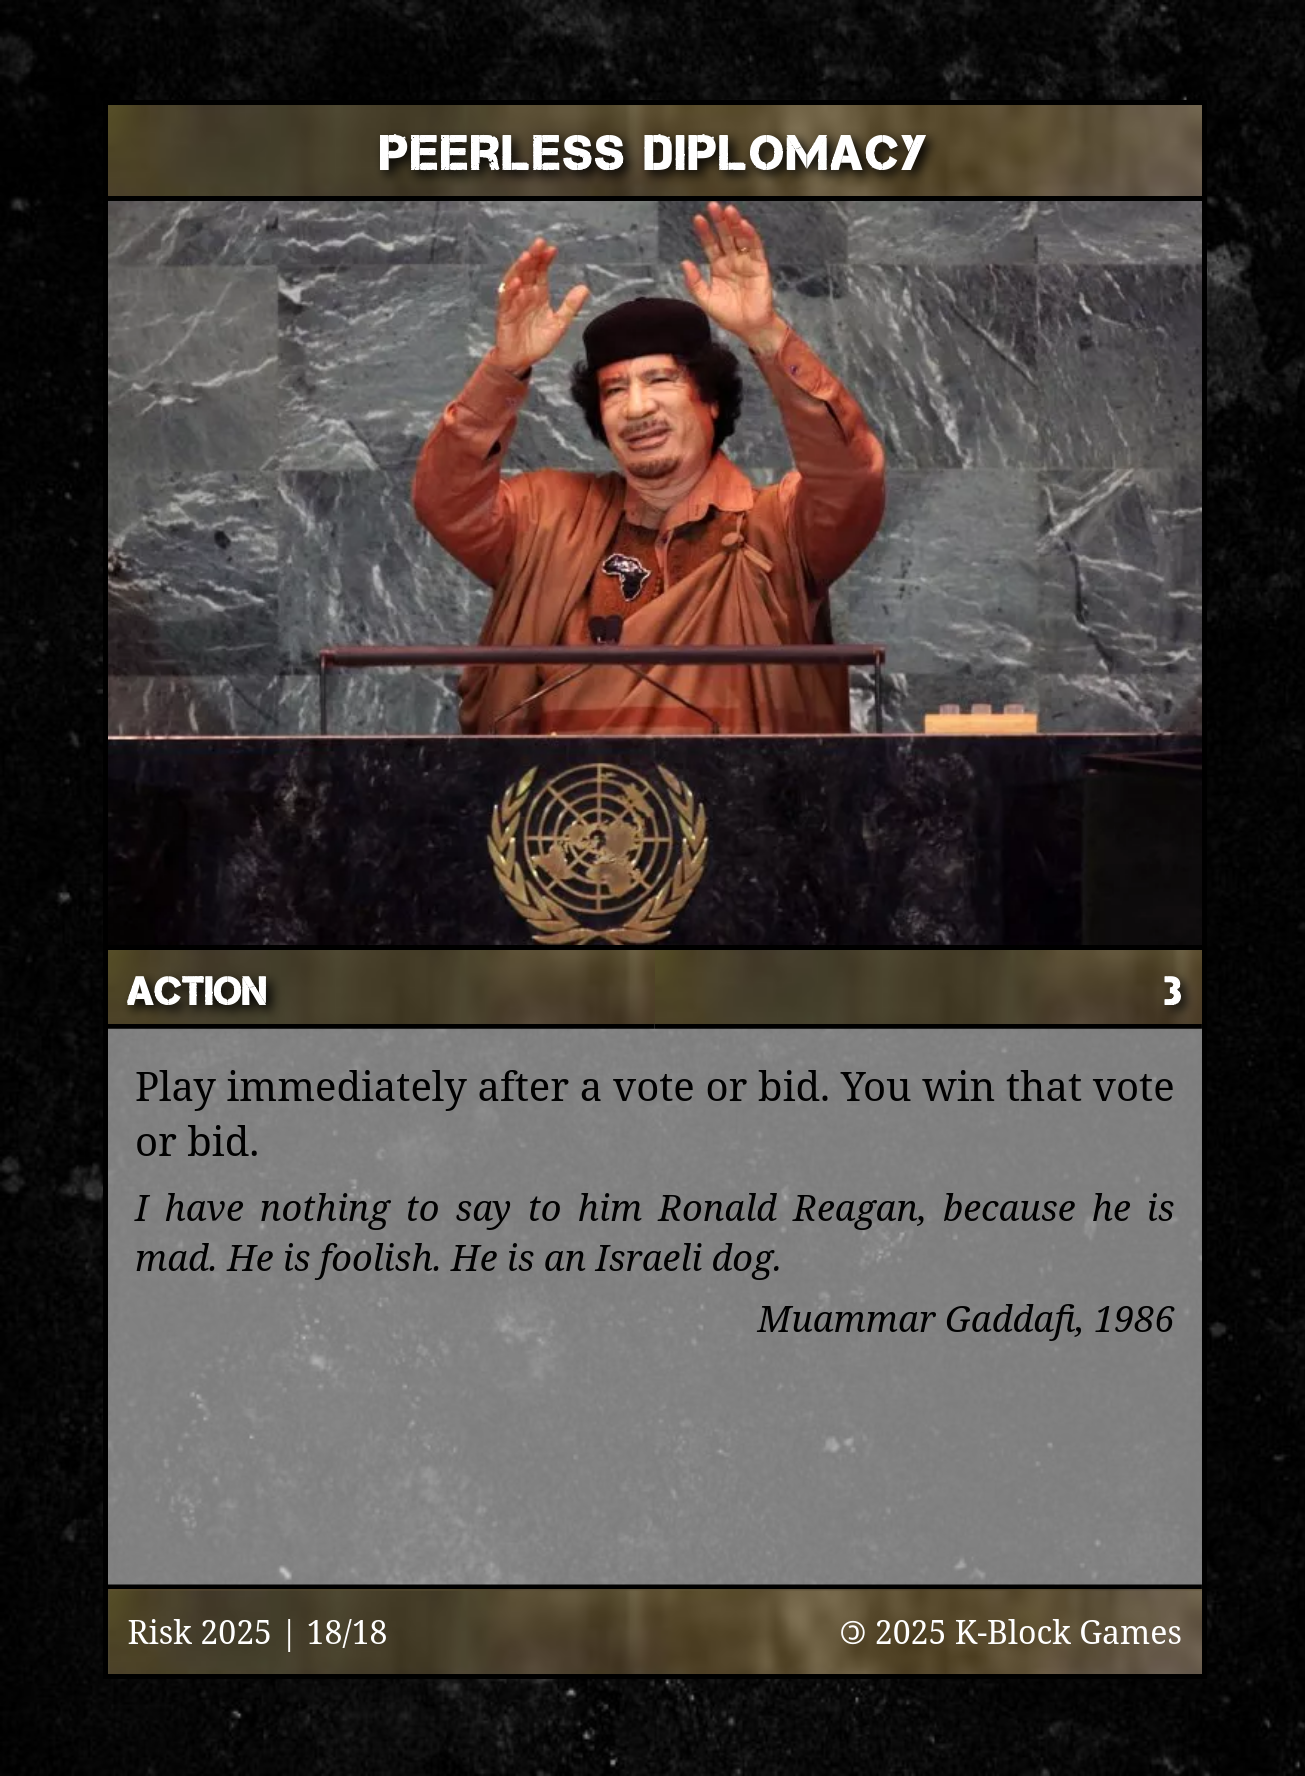 PEERLESS DIPLOMACY
ACTION
3
Play immediately after a vote or bid. You win that vote
or bid.
I have nothing to say to him Ronald Reagan, because he is
mad. He is foolish. He is an Israeli dog.
Muammar Gaddafi, 1986
Risk 2025 | 18/18
🄯 2025 K-Block Games